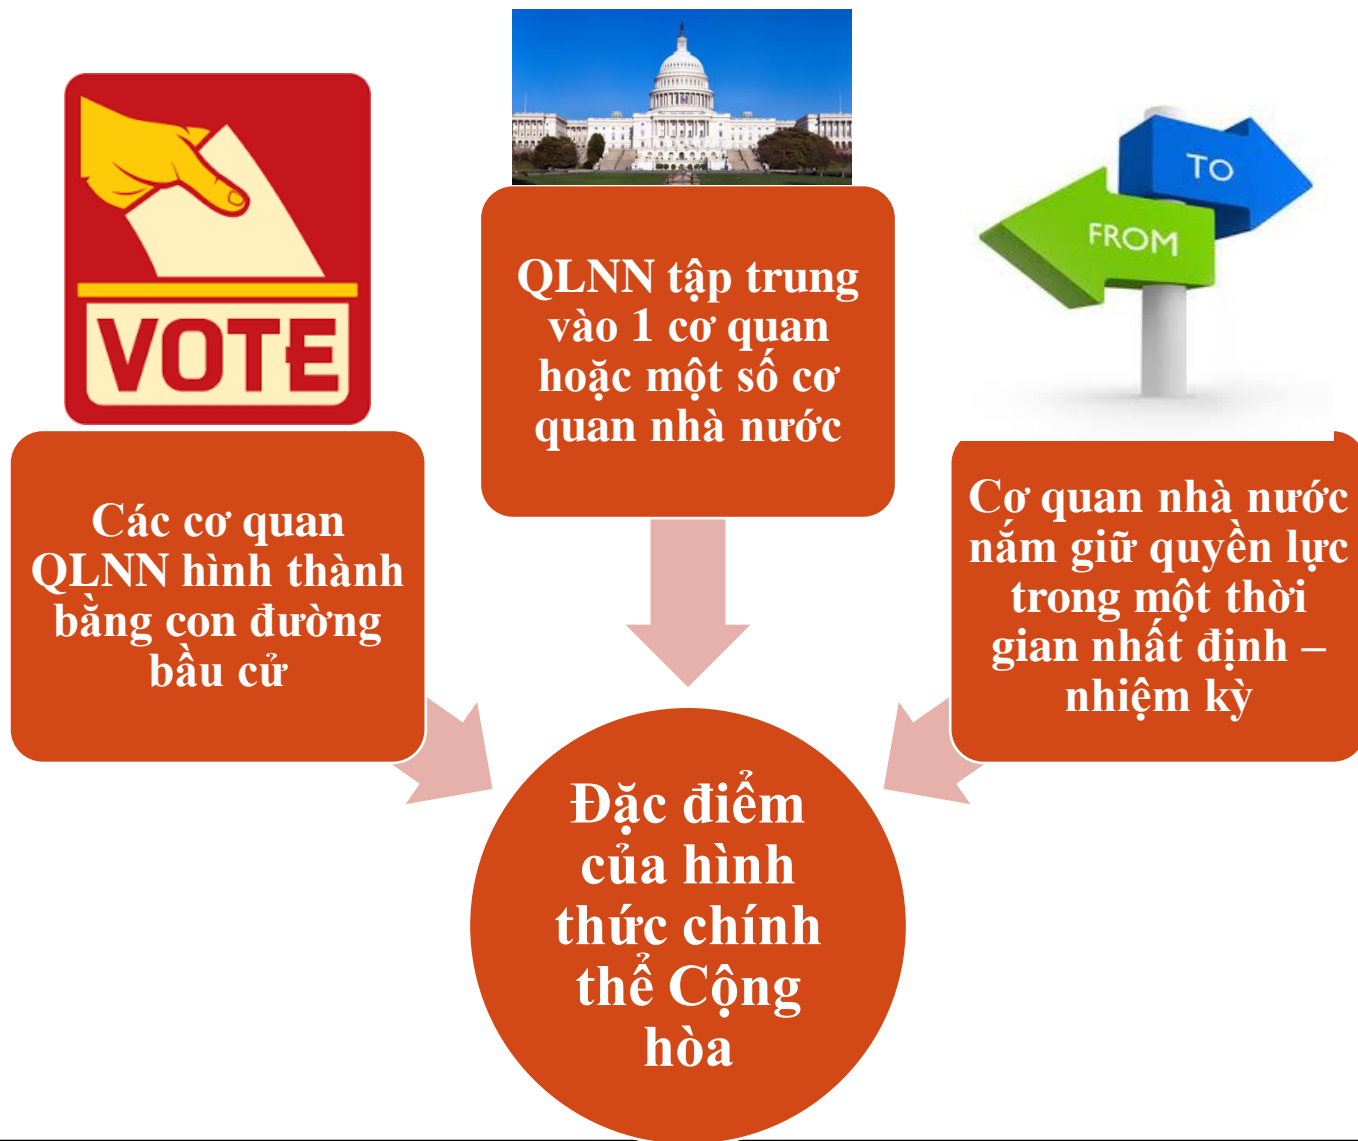 VOTE
Các cơ quan
QLNN hình thành
bằng con đường
bầu cử
QLNN tập trung
vào 1 cơ quan
hoặc một số cơ
quan nhà nước
TO
FROM
Cơ quan nhà nước
nắm giữ quyền lực
trong một thời
gian nhất định –
nhiệm kỳ
Đặc điểm
của hình
thức chính
thể Cộng
hòa